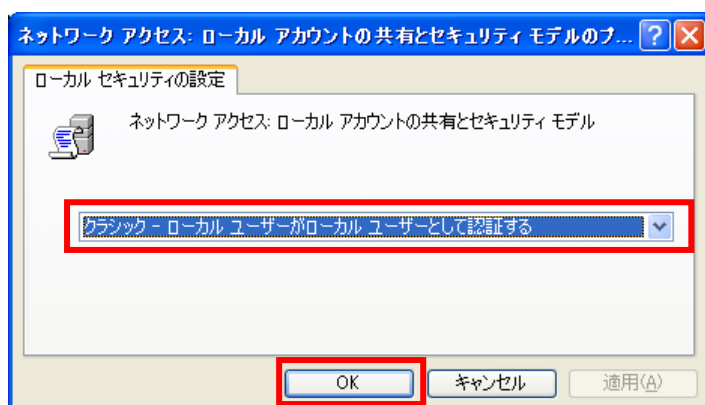 ネットワーク アクセス: ローカル アカウントの共有とセキュリティ モデルのプ...
ローカル セキュリティの設定
ネットワーク アクセス: ローカル アカウントの共有とセキュリティ モデル
クラシック - ローカル ユーザーがローカル ユーザーとして認証する
OK
キャンセル
適用(A)